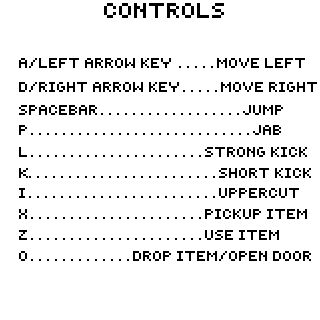 CONTROLS
A/LEFT ARROW KEY .....MOVE LEFT
D/RIGHT ARROW KEY.....MOVE RIGHT
SPACEBAR..................JUMP
P............................JAB
L......................STRONG KICK
K........................SHORT KICK
I........................UPPERCUT
X......................PICKUP ITEM
Z......................USE ITEM
O.............DROP ITEM/OPEN DOOR